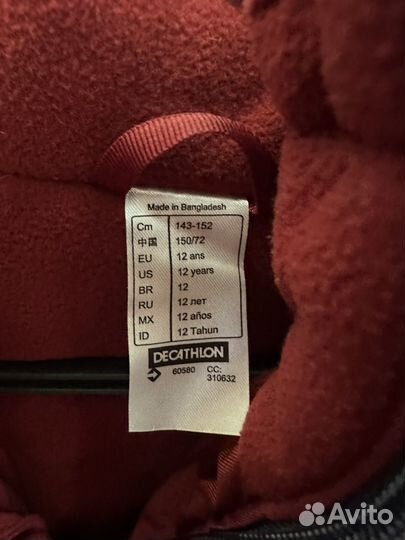 Made in Bangladesh
Cm 143-152
中国 150/72
EU 12 ans
US 12 years
BR 12
RU 12 лет
MX 12 años
ID 12 Tahun
DECATHLON
60580 CC:
310632
Avito